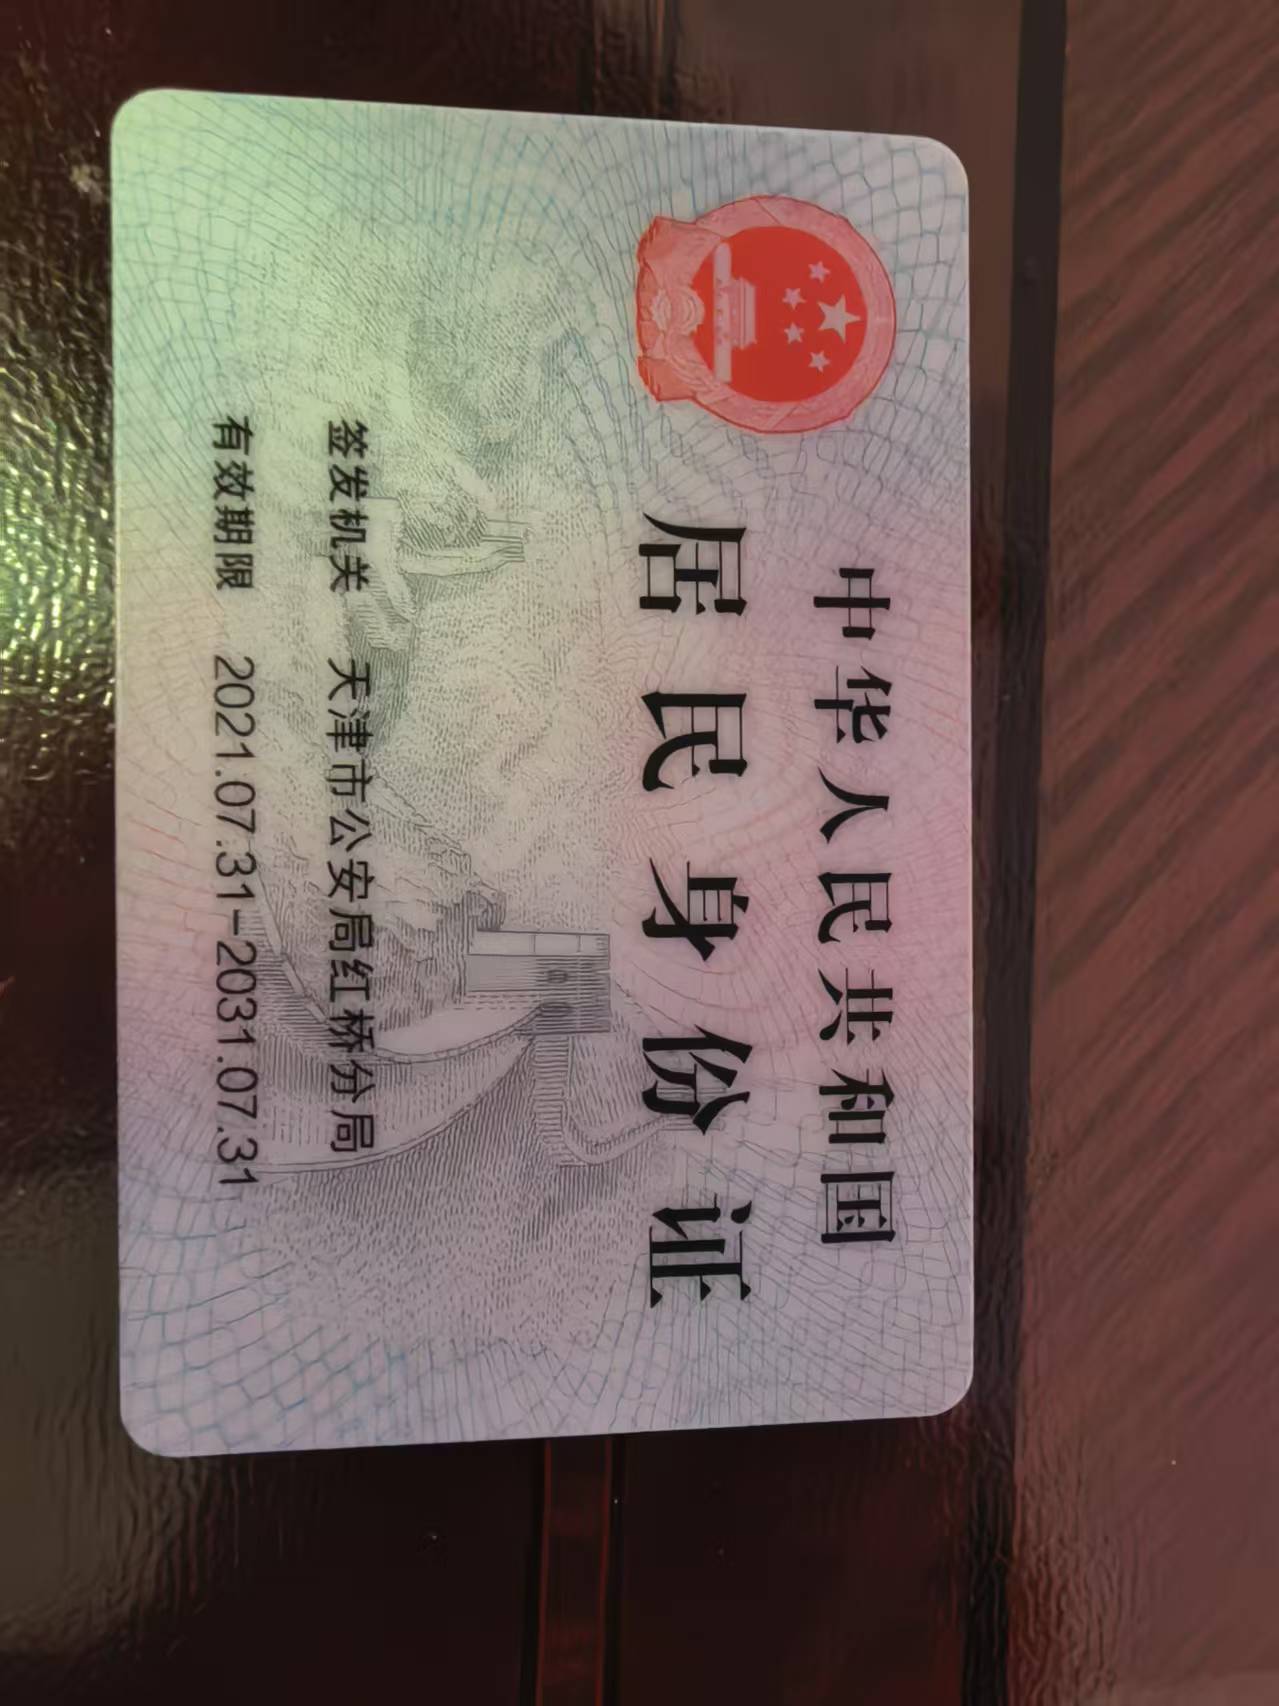 中华人民共和国
居民身份证
签发机关 天津市公安局红桥分局
有效期限 2021.07.31-2031.07.31